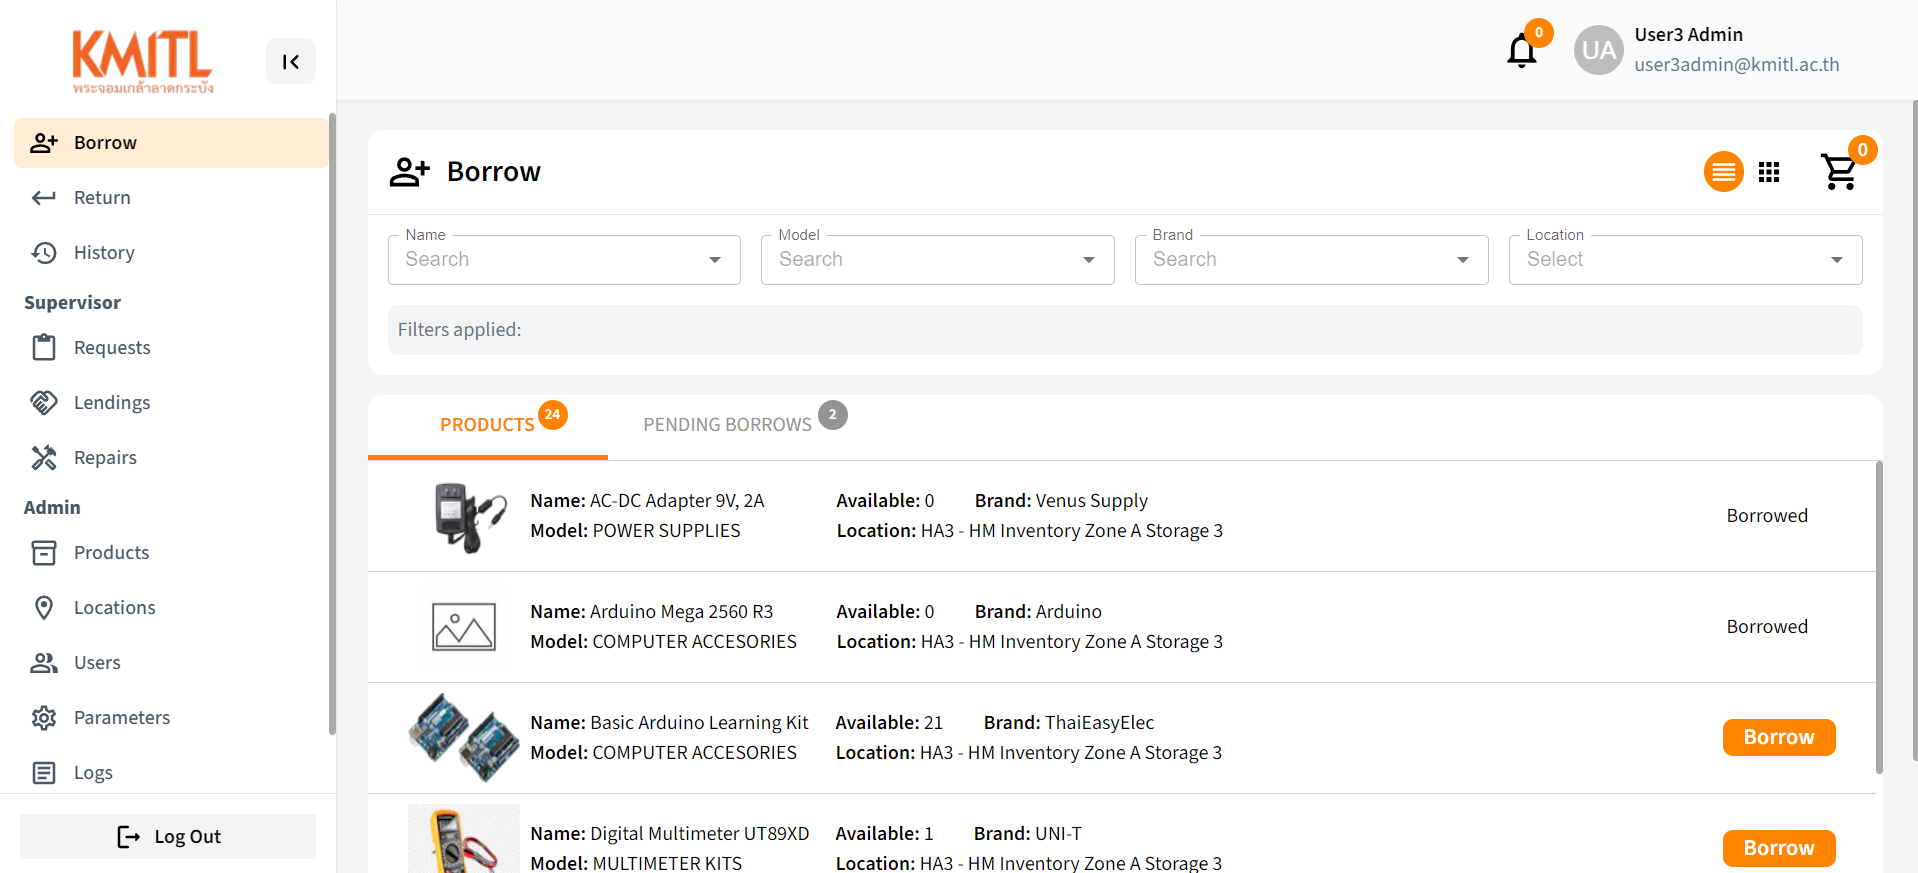 KMITL
พระจอมเกล้าลาดกระบัง
0
UA
User3 Admin
user3admin@kmitl.ac.th
Borrow
Return
History
Supervisor
Requests
Lendings
Repairs
Admin
Products
Locations
Users
Parameters
Logs
Log Out
Borrow
0
Name
Search
Model
Search
Brand
Search
Location
Select
Filters applied:
PRODUCTS 24
PENDING BORROWS 2
Name: AC-DC Adapter 9V, 2A Available: 0 Brand: Venus Supply
Model: POWER SUPPLIES Location: HA3 - HM Inventory Zone A Storage 3
Borrowed
Name: Arduino Mega 2560 R3 Available: 0 Brand: Arduino
Model: COMPUTER ACCESORIES Location: HA3 - HM Inventory Zone A Storage 3
Borrowed
Name: Basic Arduino Learning Kit Available: 21 Brand: ThaiEasyElec
Model: COMPUTER ACCESORIES Location: HA3 - HM Inventory Zone A Storage 3
Borrow
Name: Digital Multimeter UT89XD Available: 1 Brand: UNI-T
Model: MULTIMETER KITS Location: HA3 - HM Inventory Zone A Storage 3
Borrow